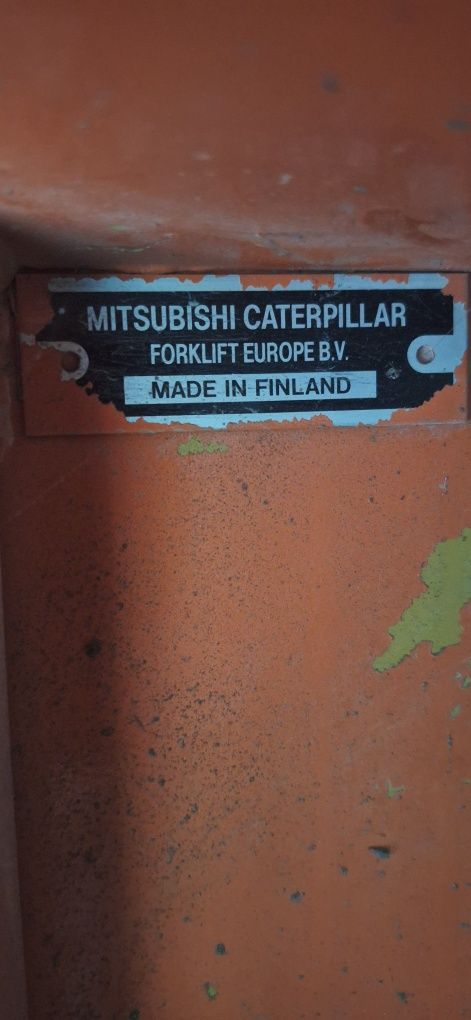 MITSUBISHI CATERPILLAR
FORKLIFT EUROPE B.V.
MADE IN FINLAND